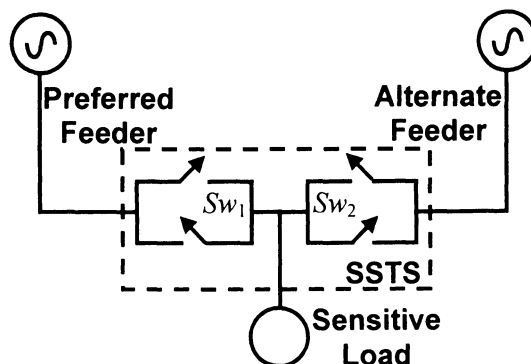 Preferred
Feeder
Alternate
Feeder
Sw1
Sw2
SSTS
Sensitive
Load